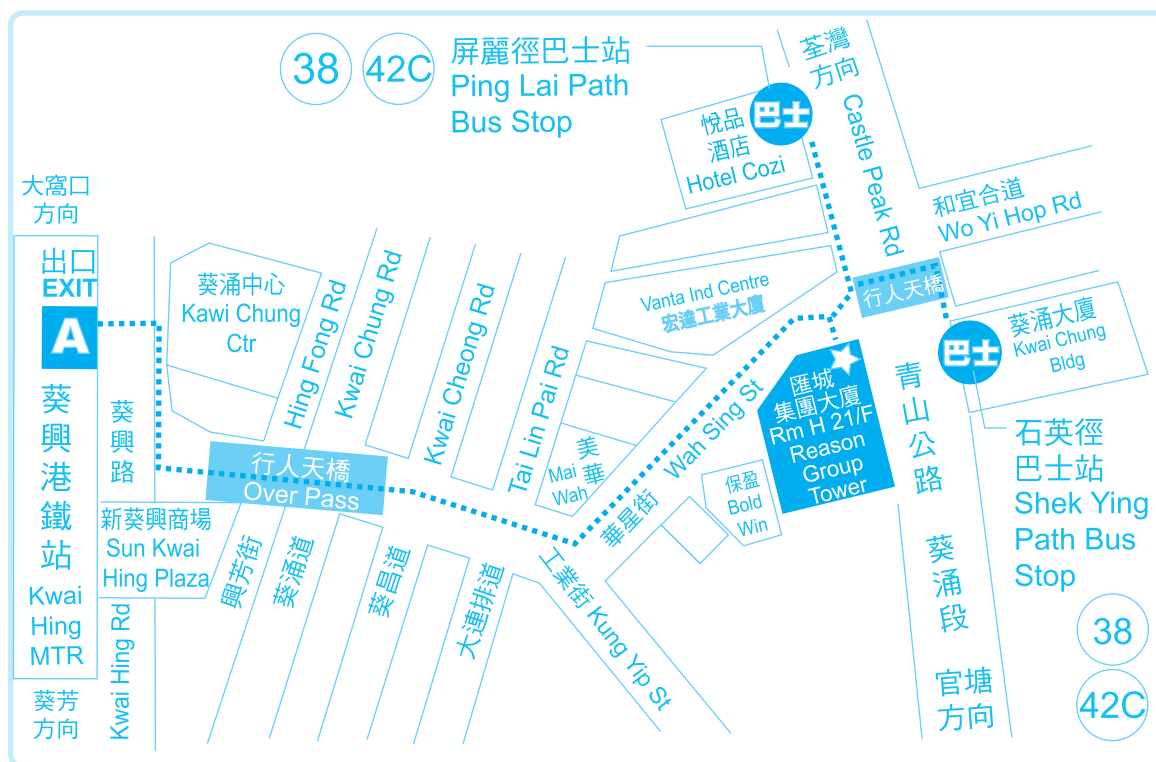 38
42C
屏麗徑巴士站
Ping Lai Path
Bus Stop
荃灣
方向
Castle Peak Rd
巴士
悅品
酒店
Hotel Cozi
和宜合道
Wo Yi Hop Rd
大窩口
方向
出口
EXIT
A
葵興港鐵站
Kwai
Hing
MTR
葵芳
方向
葵興路
Kwai Hing Rd
葵涌中心
Kawi Chung
Ctr
新葵興商場
Sun Kwai
Hing Plaza
行人天橋
Over Pass
Hing Fong Rd
興芳街
Kwai Chung Rd
葵涌道
Kwai Cheong Rd
葵昌道
Tai Lin Pai Rd
大連排道
Vanta Ind Centre
宏達工業大廈
美華
Mai
Wah
華星街 Wah Sing St
工業街 Kung Yip St
保盈
Bold
Win
匯城
集團大廈
Rm H 21/F
Reason
Group
Tower
行人天橋
巴士
葵涌大廈
Kwai Chung
Bldg
青山公路
葵涌段
官塘
方向
石英徑
巴士站
Shek Ying
Path Bus
Stop
38
42C